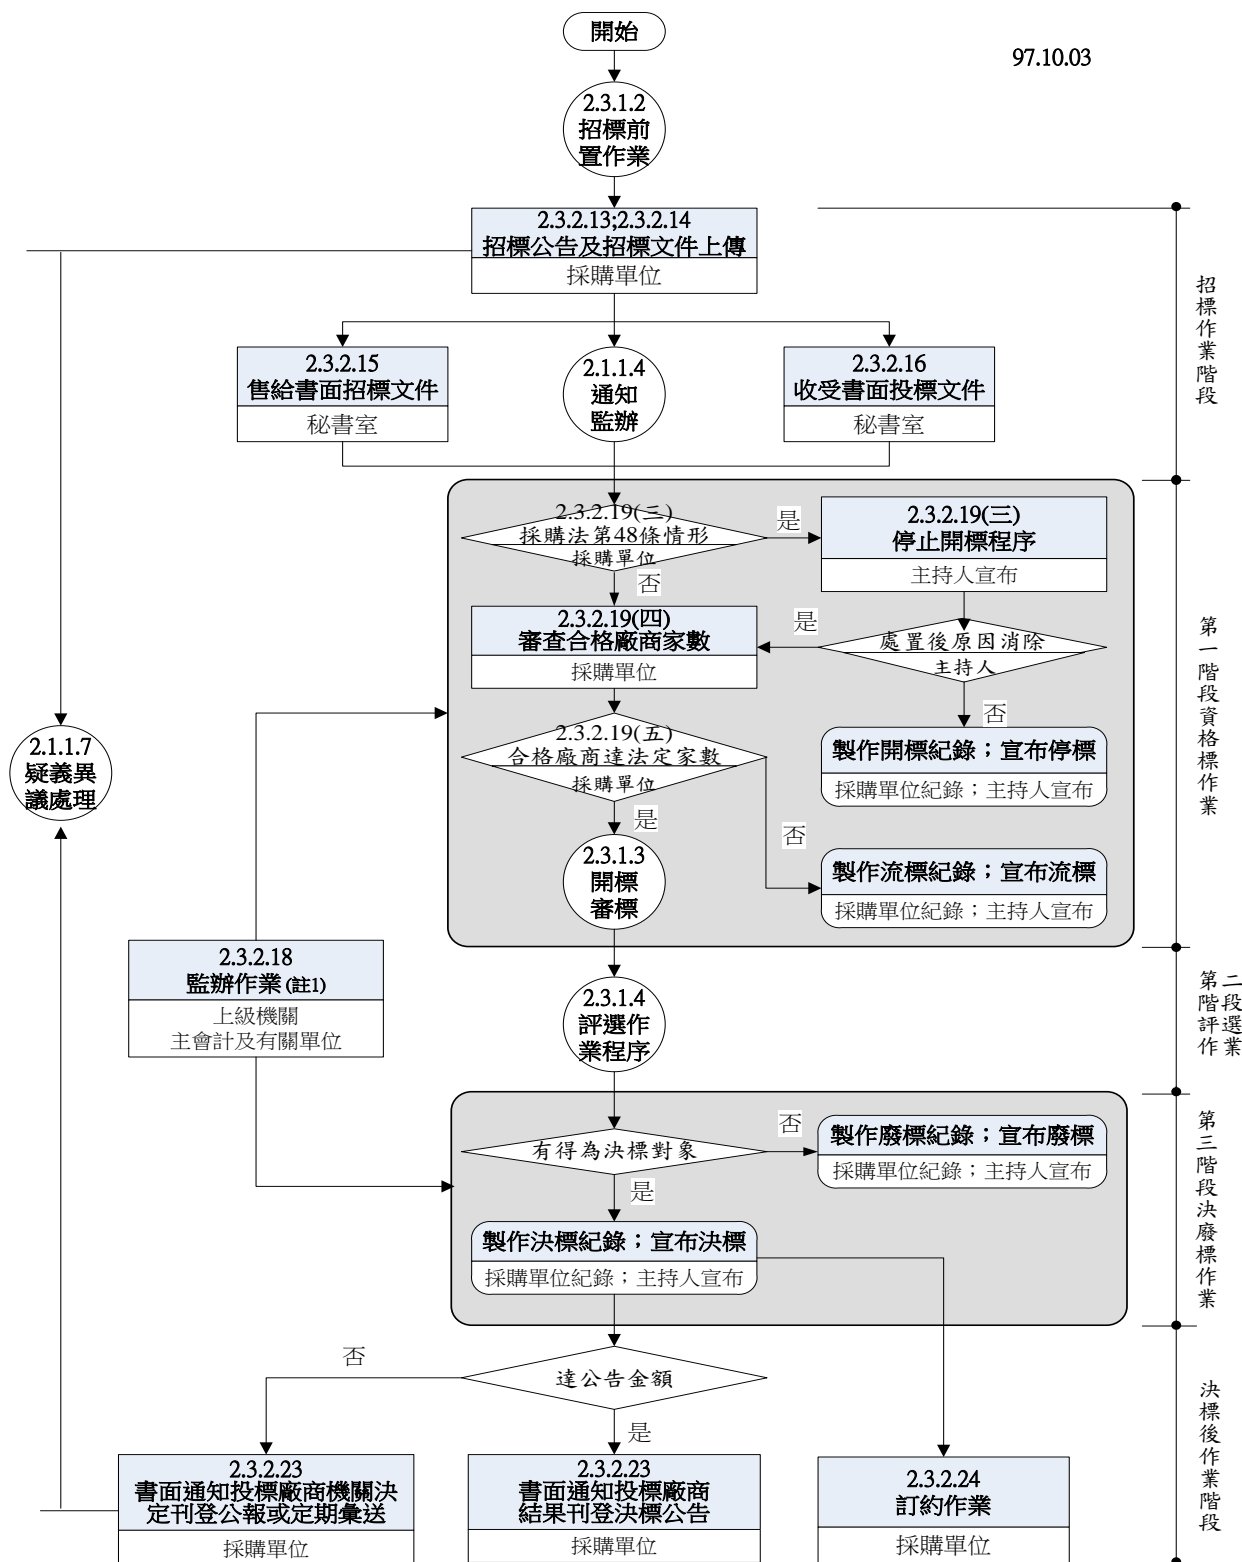 開始
97.10.03
2.3.1.2
招標前
置作業
2.3.2.13;2.3.2.14
招標公告及招標文件上傳
採購單位
招標作業階段
2.3.2.15
售給書面招標文件
秘書室
2.1.1.4
通知
監辦
2.3.2.16
收受書面投標文件
秘書室
2.3.2.19(三)
採購法第48條情形
採購單位
是
否
2.3.2.19(三)
停止開標程序
主持人宣布
2.3.2.19(四)
審查合格廠商家數
採購單位
是
處置後原因消除
主持人
否
第一階段資格標作業
2.3.2.19(五)
合格廠商達法定家數
採購單位
是
否
製作開標紀錄；宣布停標
採購單位紀錄；主持人宣布
2.1.1.7
疑義異
議處理
2.3.1.3
開標
審標
製作流標紀錄；宣布流標
採購單位紀錄；主持人宣布
2.3.2.18
監辦作業(註1)
上級機關
主會計及有關單位
2.3.1.4
評選作
業程序
第二
階段
評選
作業
有得為決標對象
否
是
製作廢標紀錄；宣布廢標
採購單位紀錄；主持人宣布
第三階段決廢標作業
製作決標紀錄；宣布決標
採購單位紀錄；主持人宣布
達公告金額
否
是
決標後作業階段
2.3.2.23
書面通知投標廠商機關決
定刊登公報或定期彙送
採購單位
2.3.2.23
書面通知投標廠商
結果刊登決標公告
採購單位
2.3.2.24
訂約作業
採購單位